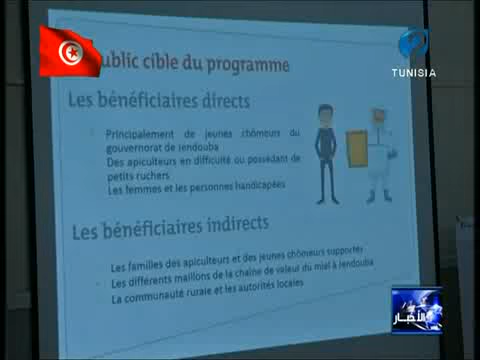 TUNISIA
ublic cible du programme
Les bénéficiaires directs
Principalement de jeunes chômeurs du
gouvernorat de Jendouba
Des apiculteurs en difficulté ou possédant de
petits ruchers
Les femmes et les personnes handicapées
Les bénéficiaires indirects
Les familles des apiculteurs et des jeunes chômeurs supportés
Les différents maillons de la chaine de valeur du miel à Jendouba
La communauté rurale et les autorités locales
الأخبار